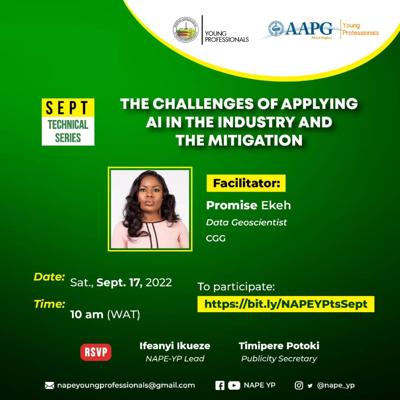 YOUNG
PROFESSIONALS
AAPG
Africa Region
Young
Professionals
SEPT
TECHNICAL
SERIES
THE CHALLENGES OF APPLYING
AI IN THE INDUSTRY AND
THE MITIGATION
Facilitator:
Promise Ekeh
Data Geoscientist
CGG
Date:
Sat., Sept. 17, 2022
Time:
10 am (WAT)
To participate:
https://bit.ly/NAPEYPtsSept
RSVP
Ifeanyi Ikueze
NAPE-YP Lead
Timipere Potoki
Publicity Secretary
napeyoungprofessionals@gmail.com
NAPE YP
@nape_yp